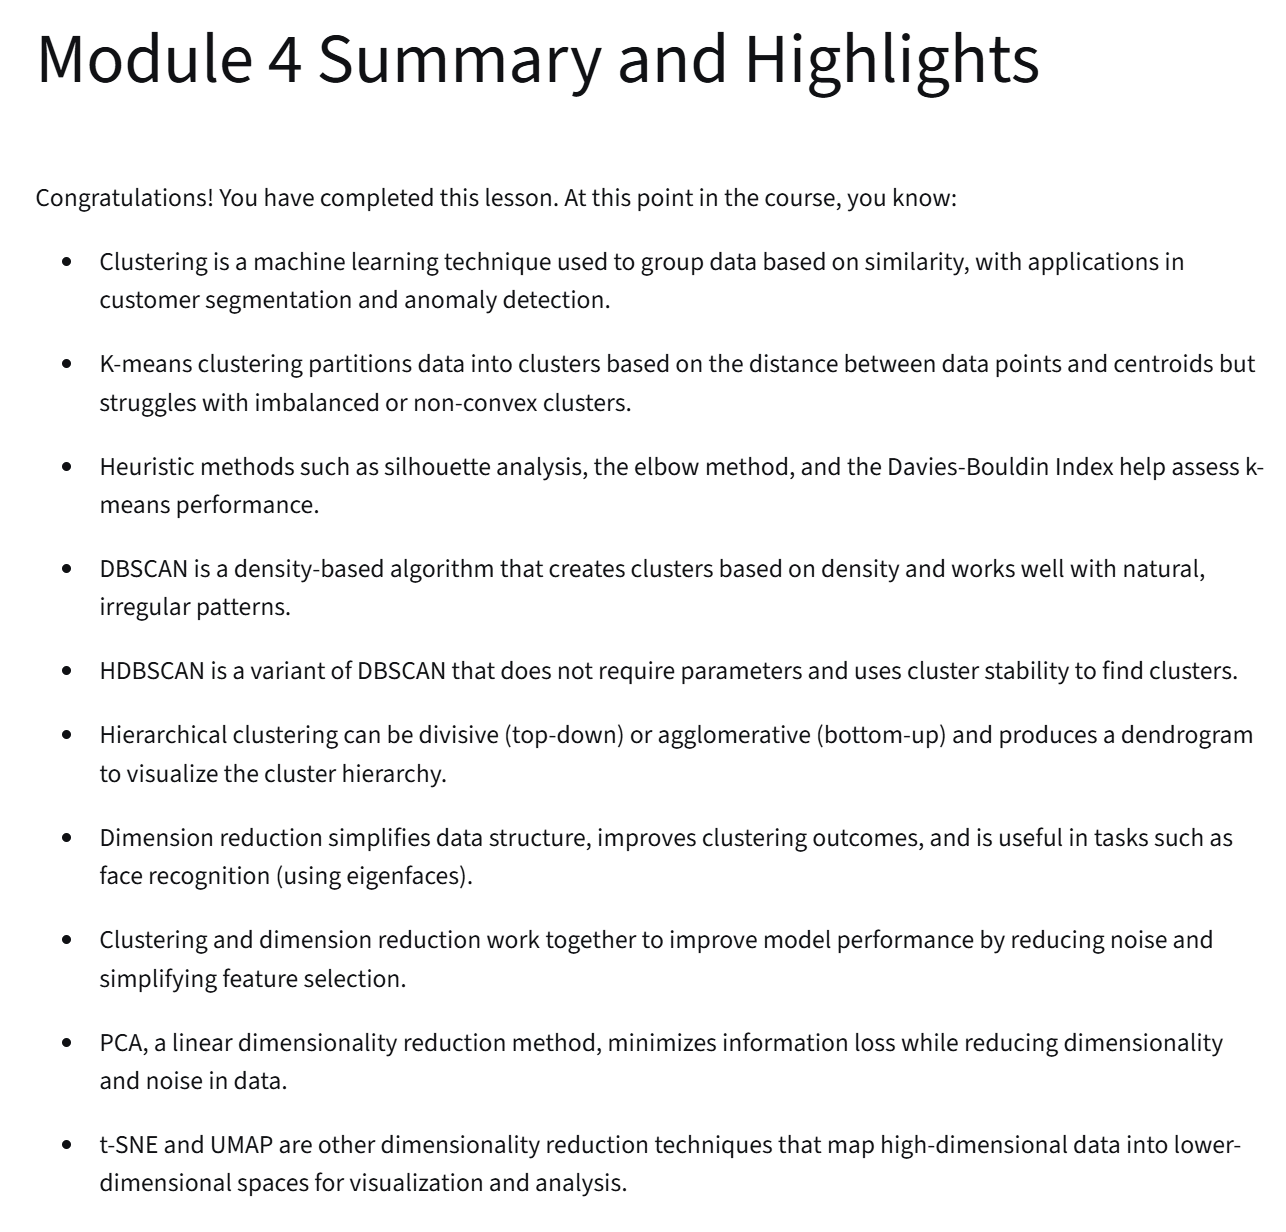 Module 4 Summary and Highlights
Congratulations! You have completed this lesson. At this point in the course, you know:
• Clustering is a machine learning technique used to group data based on similarity, with applications in
customer segmentation and anomaly detection.
• K-means clustering partitions data into clusters based on the distance between data points and centroids but
struggles with imbalanced or non-convex clusters.
• Heuristic methods such as silhouette analysis, the elbow method, and the Davies-Bouldin Index help assess k-
means performance.
• DBSCAN is a density-based algorithm that creates clusters based on density and works well with natural,
irregular patterns.
• HDBSCAN is a variant of DBSCAN that does not require parameters and uses cluster stability to find clusters.
• Hierarchical clustering can be divisive (top-down) or agglomerative (bottom-up) and produces a dendrogram
to visualize the cluster hierarchy.
• Dimension reduction simplifies data structure, improves clustering outcomes, and is useful in tasks such as
face recognition (using eigenfaces).
• Clustering and dimension reduction work together to improve model performance by reducing noise and
simplifying feature selection.
• PCA, a linear dimensionality reduction method, minimizes information loss while reducing dimensionality
and noise in data.
• t-SNE and UMAP are other dimensionality reduction techniques that map high-dimensional data into lower-
dimensional spaces for visualization and analysis.